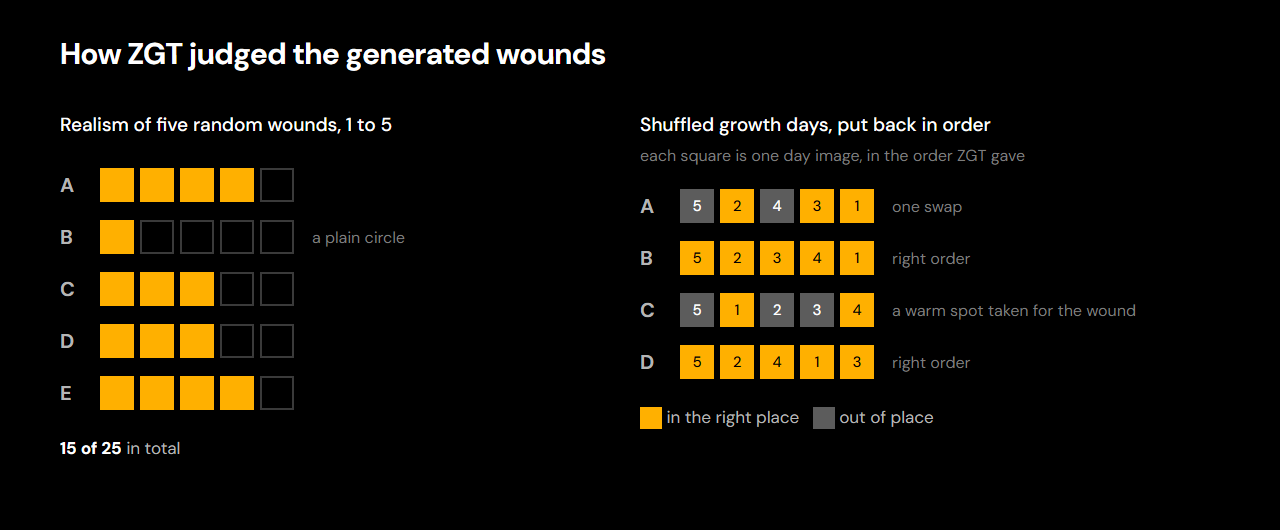 How ZGT judged the generated wounds
Realism of five random wounds, 1 to 5
A
B a plain circle
C
D
E
15 of 25 in total
Shuffled growth days, put back in order
each square is one day image, in the order ZGT gave
A 5 2 4 3 1 one swap
B 5 2 3 4 1 right order
C 5 1 2 3 4 a warm spot taken for the wound
D 5 2 4 1 3 right order
in the right place out of place